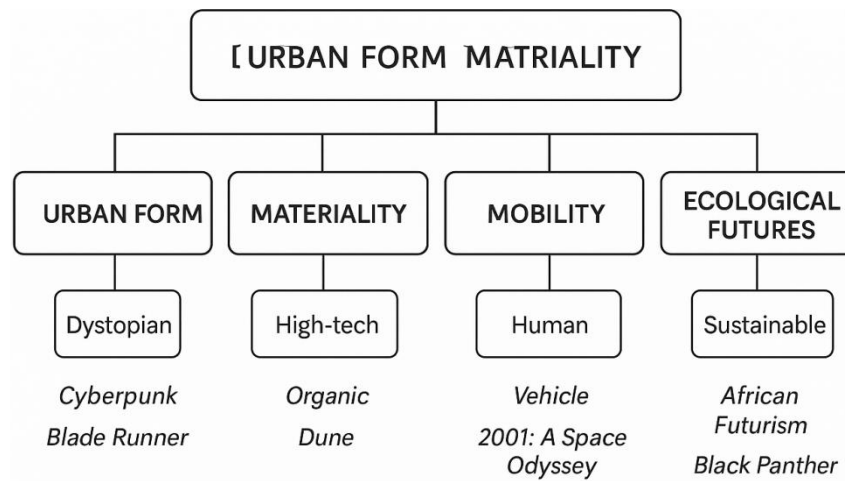 [ URBAN FORM MATRIALITY
URBAN FORM
MATERIALITY
MOBILITY
ECOLOGICAL
FUTURES
Dystopian
High-tech
Human
Sustainable
Cyberpunk
Blade Runner
Organic
Dune
Vehicle
2001: A Space
Odyssey
African
Futurism
Black Panther